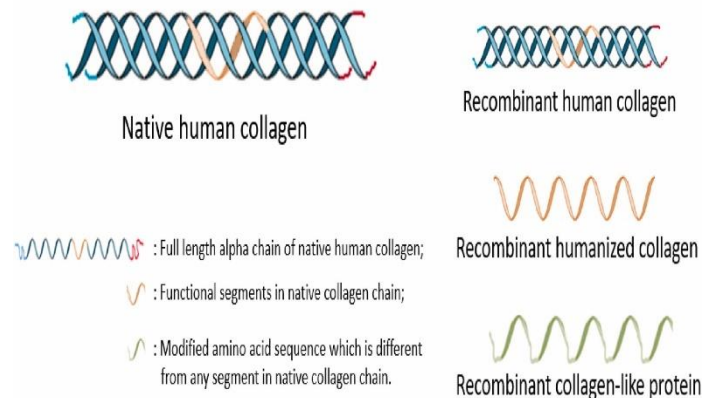 Native human collagen
Recombinant human collagen
: Full length alpha chain of native human collagen;
: Functional segments in native collagen chain;
: Modified amino acid sequence which is different
from any segment in native collagen chain.
Recombinant humanized collagen
Recombinant collagen-like protein